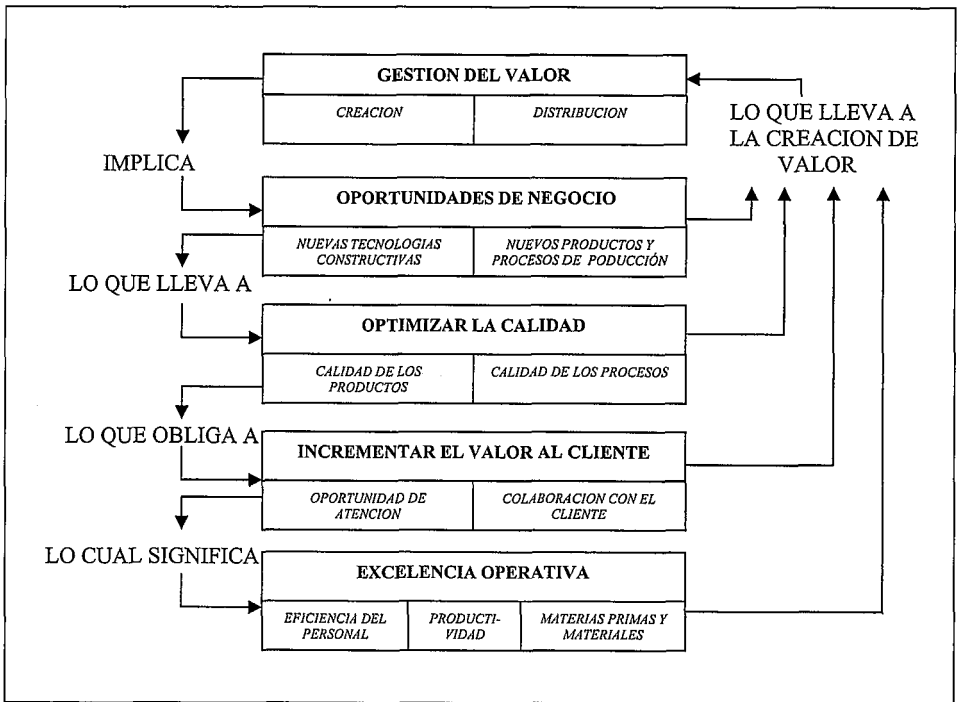 GESTION DEL VALOR
CREACION
DISTRIBUCION
LO QUE LLEVA A
LA CREACION DE
VALOR
IMPLICA
OPORTUNIDADES DE NEGOCIO
NUEVAS TECNOLOGIAS
CONSTRUCTIVAS
NUEVOS PRODUCTOS Y
PROCESOS DE PODUCCIÓN
LO QUE LLEVA A
OPTIMIZAR LA CALIDAD
CALIDAD DE LOS
PRODUCTOS
CALIDAD DE LOS PROCESOS
LO QUE OBLIGA A
INCREMENTAR EL VALOR AL CLIENTE
OPORTUNIDAD DE
ATENCION
COLABORACION CON EL
CLIENTE
LO CUAL SIGNIFICA
EXCELENCIA OPERATIVA
EFICIENCIA DEL
PERSONAL
PRODUCTI-
VIDAD
MATERIAS PRIMAS Y
MATERIALES